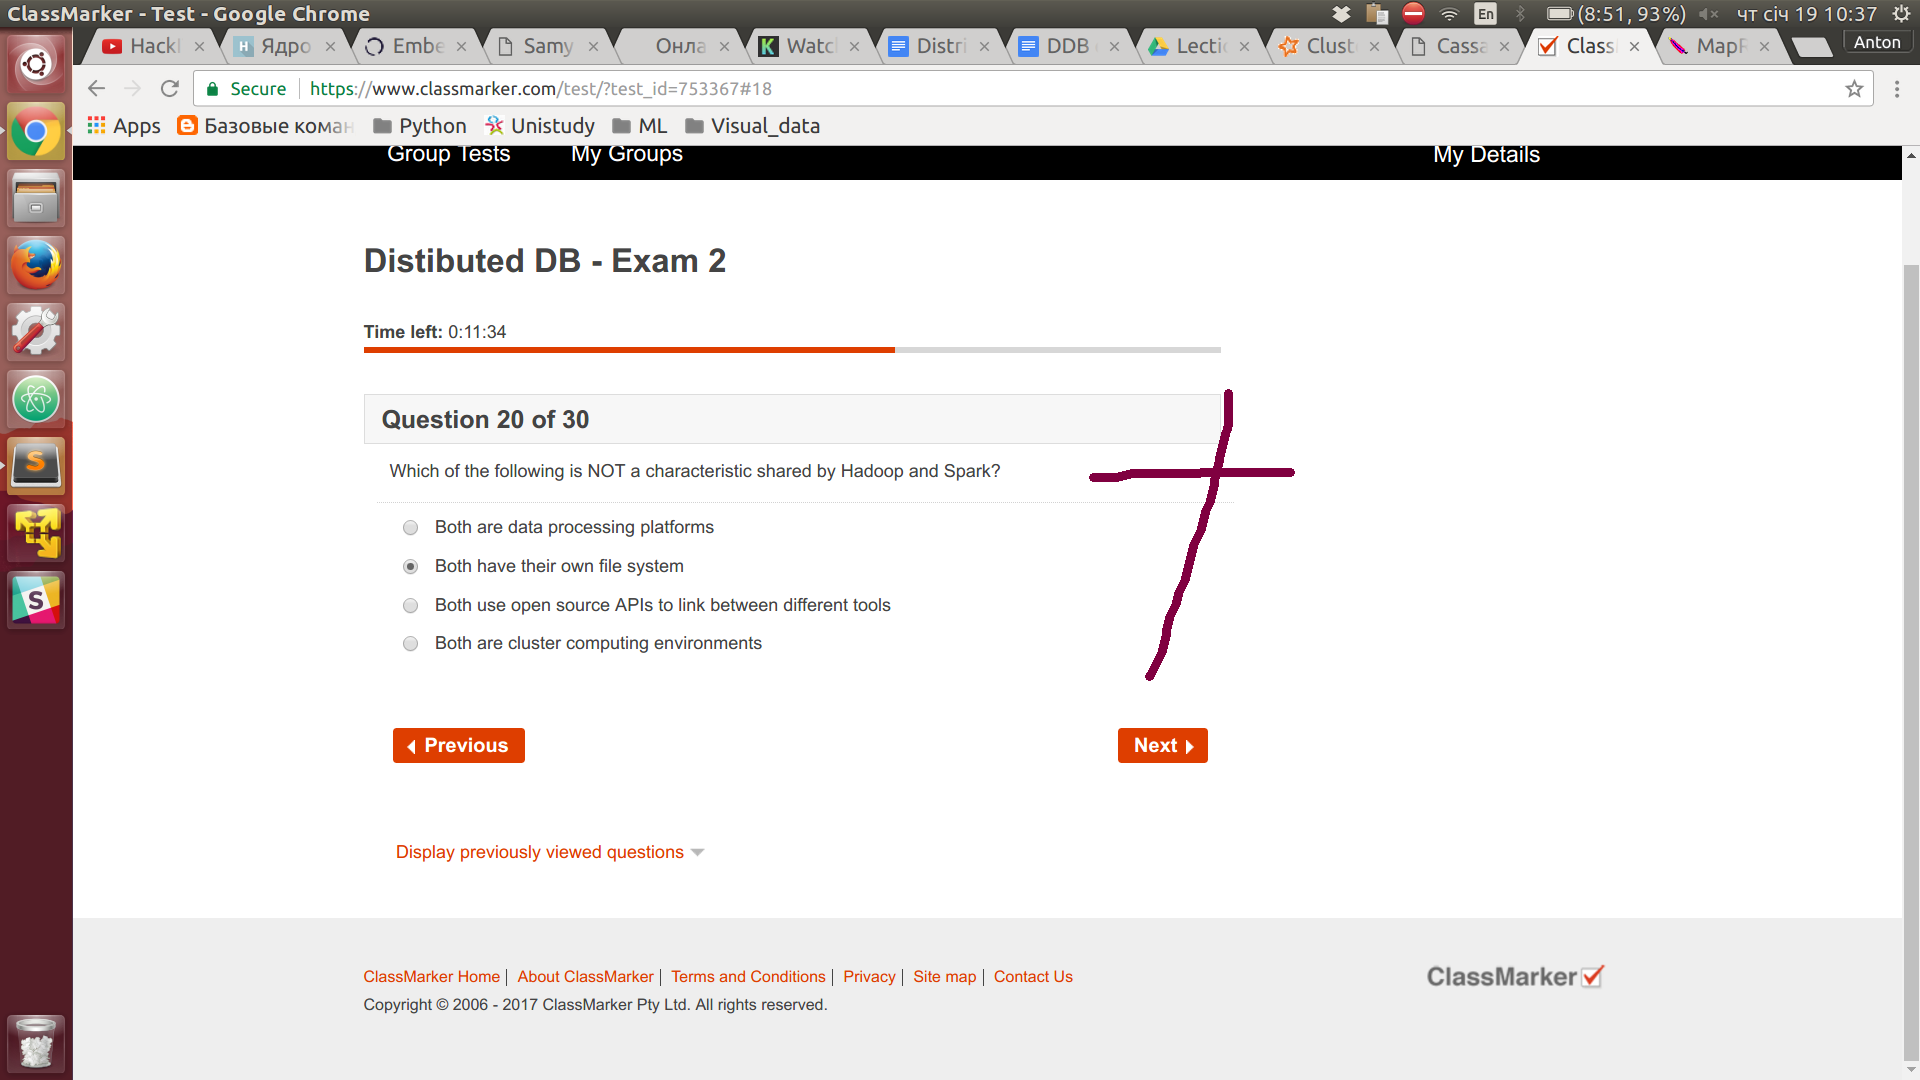 ClassMarker - Test - Google Chrome
En (8:51, 93%) чт січ 19 10:37
Hackl Ядро Embe Samy Онла Watcl Distri DDB Lectio Clust Cassa Class MapR Anton
Secure https://www.classmarker.com/test/?test_id=753367#18
Apps Базовые коман Python Unistudy ML Visual_data
Group Tests My Groups My Details
Distibuted DB - Exam 2
Time left: 0:11:34
Question 20 of 30
Which of the following is NOT a characteristic shared by Hadoop and Spark?
Both are data processing platforms
Both have their own file system
Both use open source APIs to link between different tools
Both are cluster computing environments
Previous Next
Display previously viewed questions
ClassMarker Home | About ClassMarker | Terms and Conditions | Privacy | Site map | Contact Us
ClassMarker
Copyright © 2006 - 2017 ClassMarker Pty Ltd. All rights reserved.